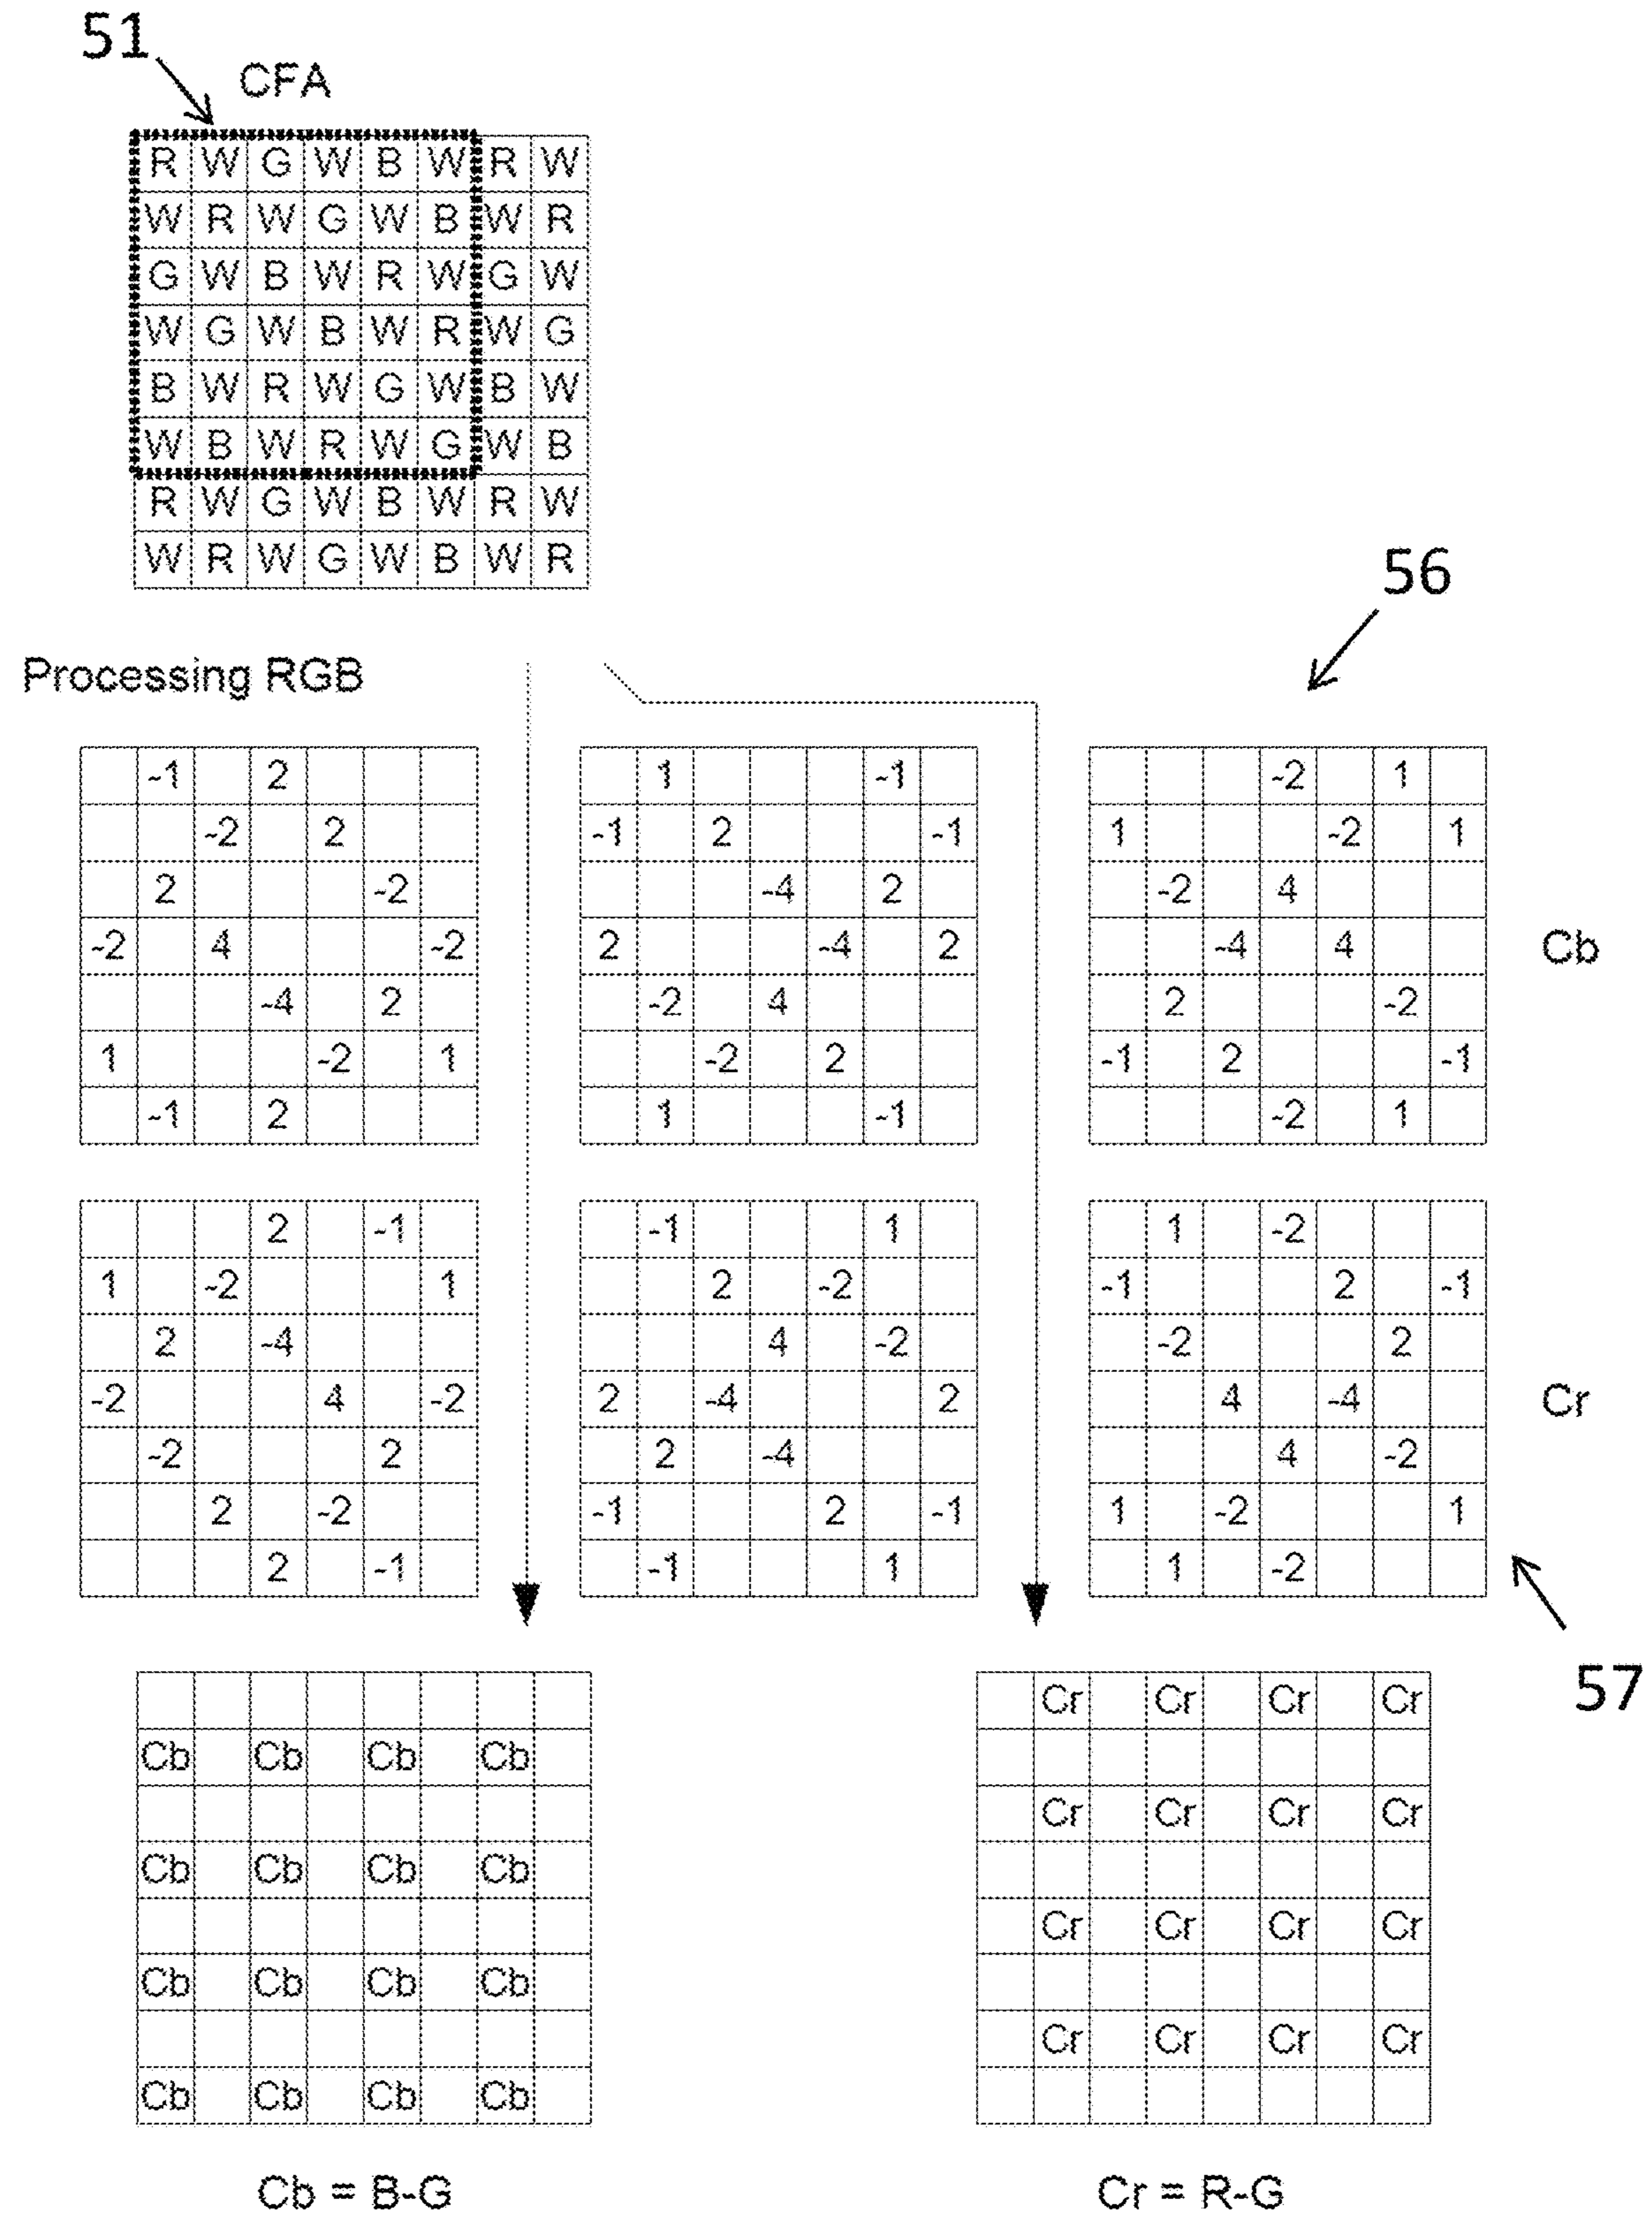 51
CFA
R W G W B W R W
W R W G W B W R
G W B W R W G W
W G W B W R W G
B W R W G W B W
W B W R W G W B
R W G W B W R W
W R W G W B W R
56
Processing RGB
-1 2 1 -1 -2 1
-2 2 -1 2 -1 1 -2 1
2 -2 -4 2 -2 4
-2 4 -2 2 -4 2 -4 4 Cb
-4 2 -2 4 2 -2
1 -2 1 -2 2 -1 2 -1
-1 2 1 -1 -2 1
2 -1 -1 1 1 -2
1 -2 1 2 -2 -1 2 -1
2 -4 4 -2 -2 2
-2 4 -2 2 -4 2 4 -4 Cr
-2 2 2 -4 4 -2
2 -2 -1 2 -1 1 -2 1
2 -1 -1 1 1 -2
57
Cr Cr Cr Cr
Cb Cb Cb Cb
Cr Cr Cr Cr
Cb Cb Cb Cb
Cr Cr Cr Cr
Cb Cb Cb Cb
Cr Cr Cr Cr
Cb Cb Cb Cb
Cb = B-G Cr = R-G